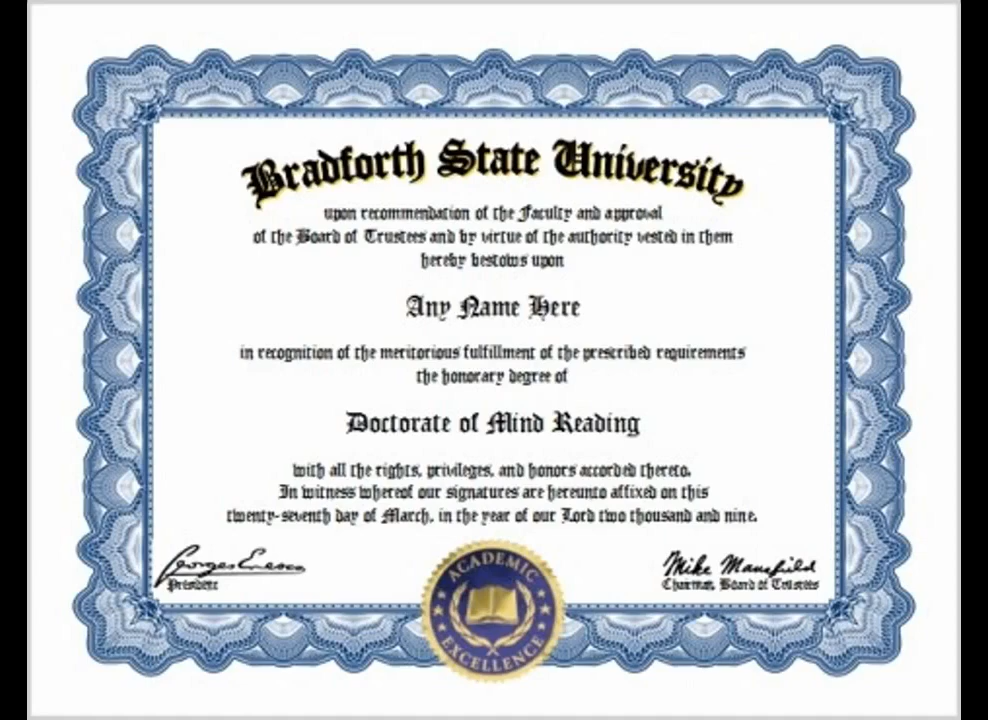 Bradforth State University
upon recommendation of the Faculty and approval
of the Board of Trustees and by virtue of the authority vested in them
hereby bestows upon
Any Name Here
in recognition of the meritorious fulfillment of the prescribed requirements
the honorary degree of
Doctorate of Mind Reading
with all the rights, privileges, and honors accorded thereto.
In witness whereof our signatures are hereunto affixed on this
twenty-seventh day of March, in the year of our Lord two thousand and nine.
Georges Enesco
Mike Mansfield
President
Chairman, Board of Trustees
ACADEMIC
EXCELLENCE